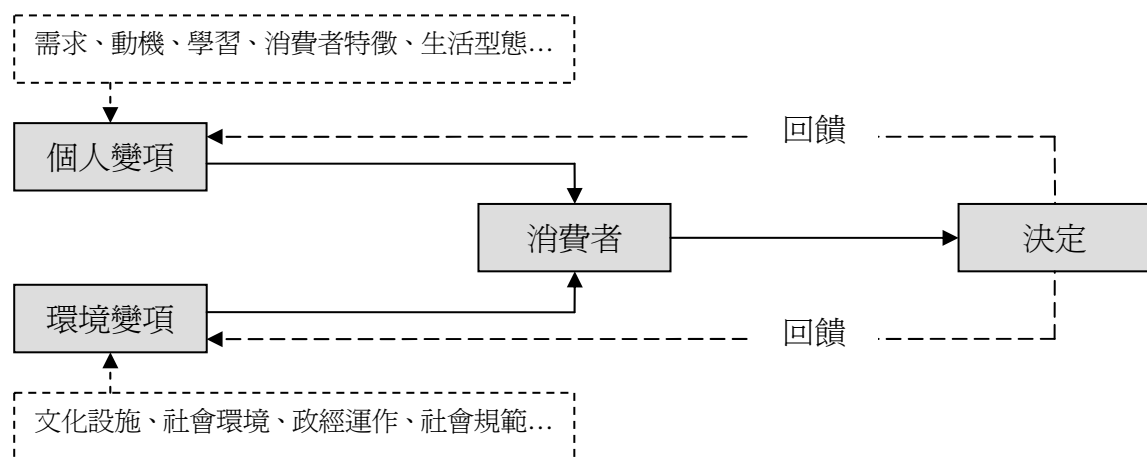 需求、動機、學習、消費者特徵、生活型態…
回饋
個人變項
消費者
決定
環境變項
回饋
文化設施、社會環境、政經運作、社會規範…